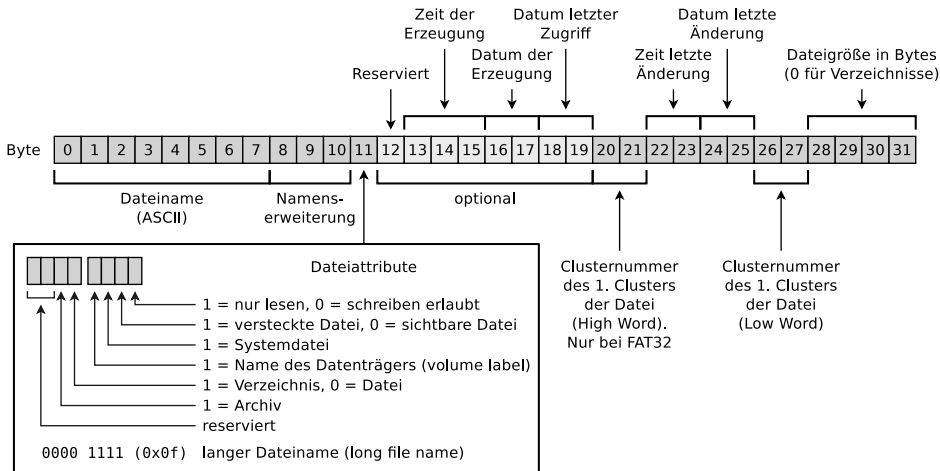 Zeit der
Erzeugung
Datum letzter
Zugriff
Datum letzte
Änderung
Reserviert
Datum der
Erzeugung
Zeit letzte
Änderung
Dateigröße in Bytes
(0 für Verzeichnisse)
Byte 0 1 2 3 4 5 6 7 8 9 10 11 12 13 14 15 16 17 18 19 20 21 22 23 24 25 26 27 28 29 30 31
Dateiname
(ASCII)
Namens-
erweiterung
optional
Clusternummer
des 1. Clusters
der Datei
(High Word).
Nur bei FAT32
Clusternummer
des 1. Clusters
der Datei
(Low Word)
Dateiattribute
1 = nur lesen, 0 = schreiben erlaubt
1 = versteckte Datei, 0 = sichtbare Datei
1 = Systemdatei
1 = Name des Datenträgers (volume label)
1 = Verzeichnis, 0 = Datei
1 = Archiv
reserviert
0000 1111 (0x0f) langer Dateiname (long file name)